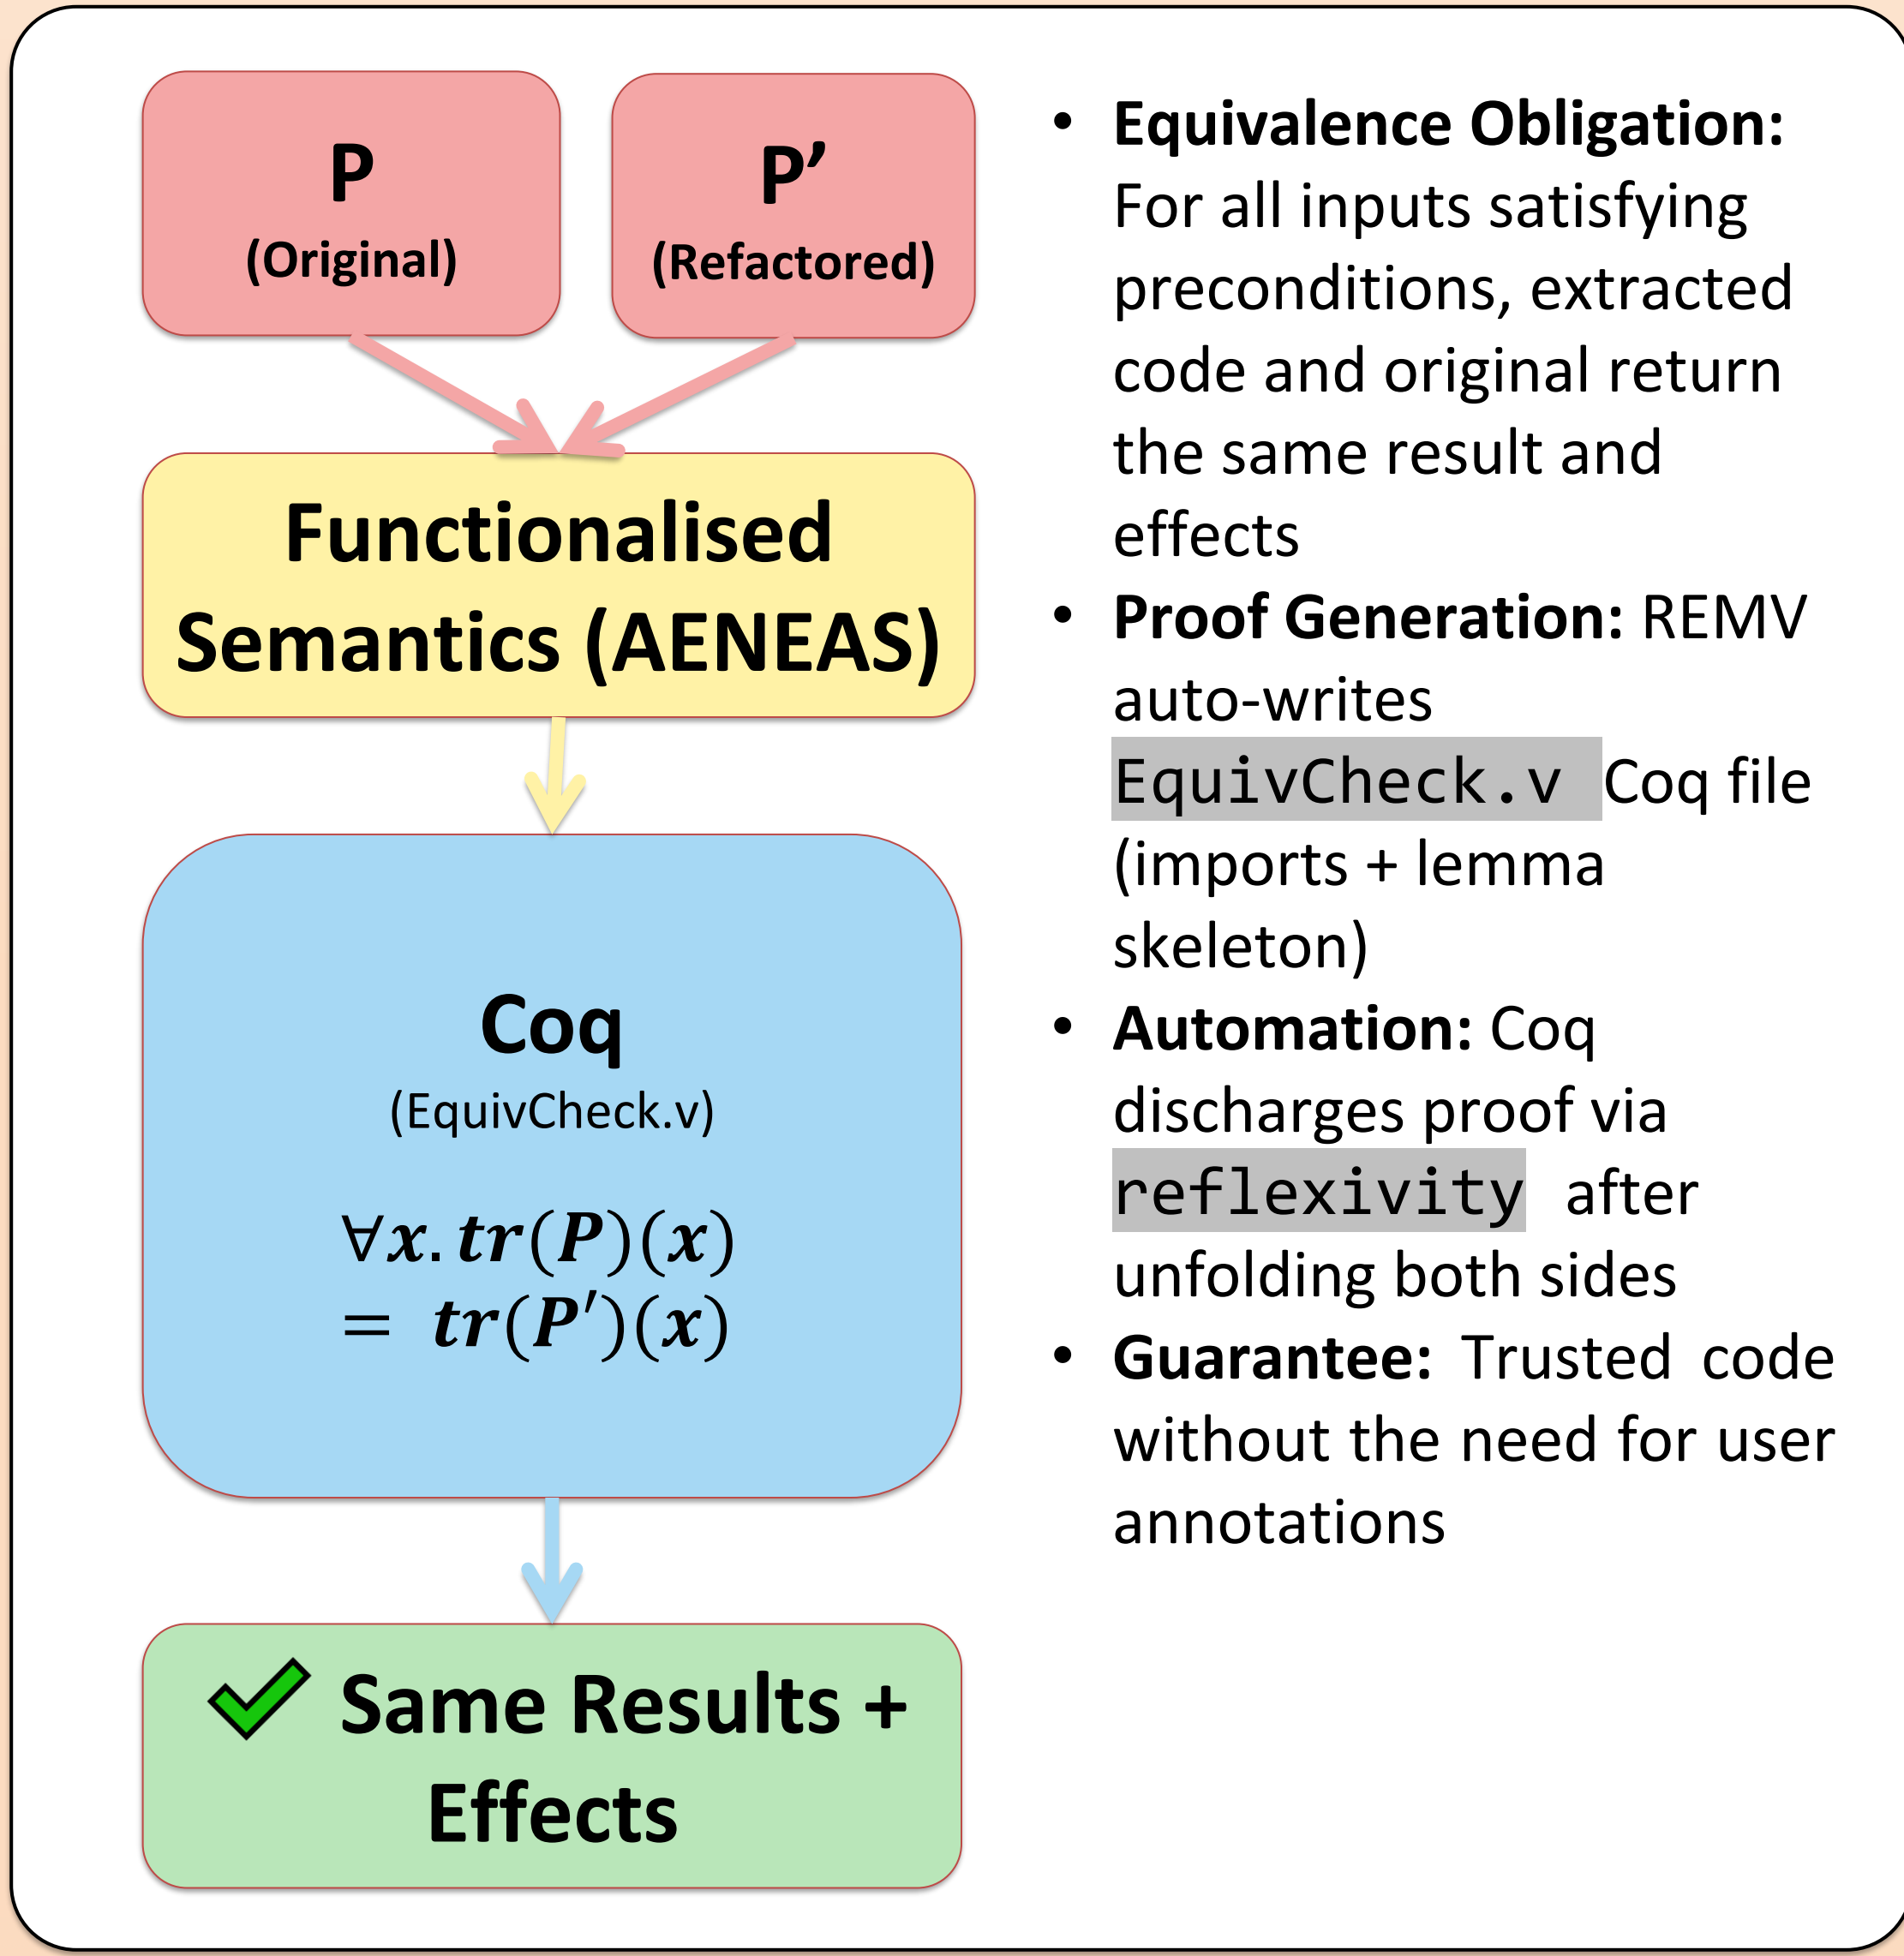 P
(Original)
P’
(Refactored)
Functionalised
Semantics (AENEAS)
Coq
(EquivCheck.v)
∀x. tr(P)(x)
= tr(P′)(x)
Same Results +
Effects
• Equivalence Obligation:
For all inputs satisfying
preconditions, extracted
code and original return
the same result and
effects
• Proof Generation: REMV
auto-writes
EquivCheck.v Coq file
(imports + lemma
skeleton)
• Automation: Coq
discharges proof via
reflexivity after
unfolding both sides
• Guarantee: Trusted code
without the need for user
annotations